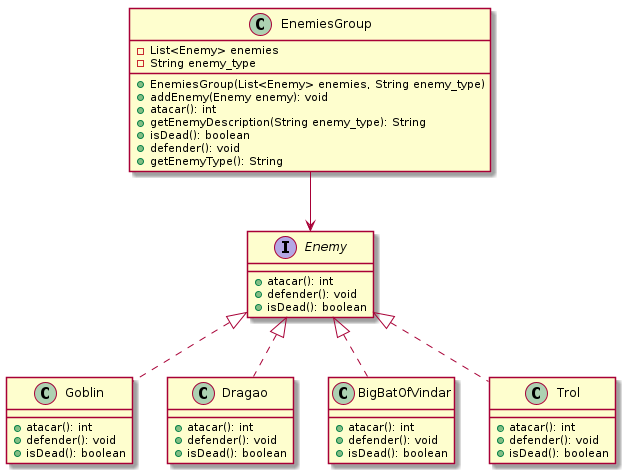 C EnemiesGroup
List<Enemy> enemies
String enemy_type
EnemiesGroup(List<Enemy> enemies, String enemy_type)
addEnemy(Enemy enemy): void
atacar(): int
getEnemyDescription(String enemy_type): String
isDead(): boolean
defender(): void
getEnemyType(): String
I Enemy
atacar(): int
defender(): void
isDead(): boolean
C Goblin
atacar(): int
defender(): void
isDead(): boolean
C Dragao
atacar(): int
defender(): void
isDead(): boolean
C BigBatOfVindar
atacar(): int
defender(): void
isDead(): boolean
C Trol
atacar(): int
defender(): void
isDead(): boolean